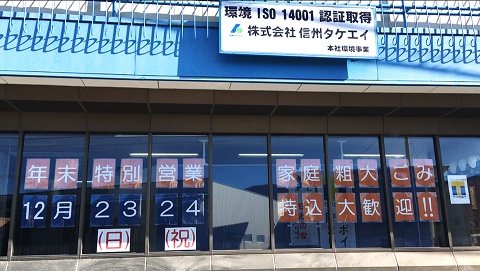 環境 ISO 14001 認証取得
株式会社 信州タケエイ
本社環境事業
年末 特別 営業
12月 23 24
(日) (祝)
家庭粗大ごみ
持込大歓迎!!